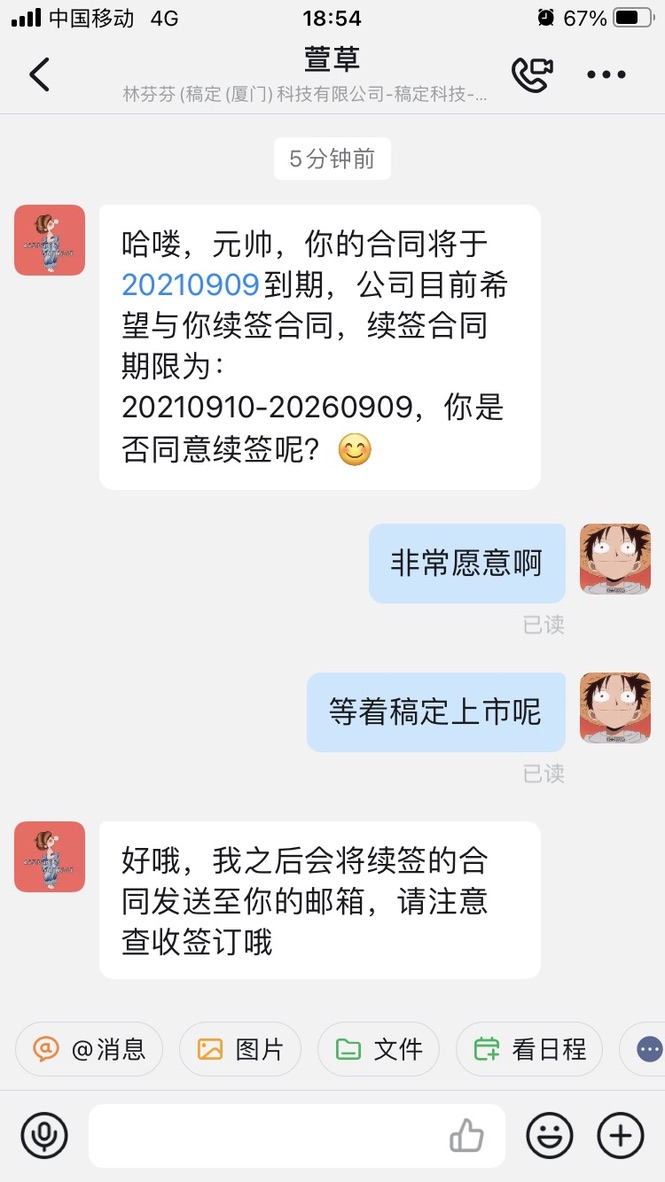 中国移动 4G 18:54 67%
萱草
林芬芬(稿定(厦门)科技有限公司-稿定科技-...
5分钟前
哈喽，元帅，你的合同将于
20210909到期，公司目前希
望与你续签合同，续签合同
期限为：
20210910-20260909，你是
否同意续签呢？😊
非常愿意啊
已读
等着稿定上市呢
已读
好哦，我之后会将续签的合
同发送至你的邮箱，请注意
查收签订哦
@消息 图片 文件 看日程